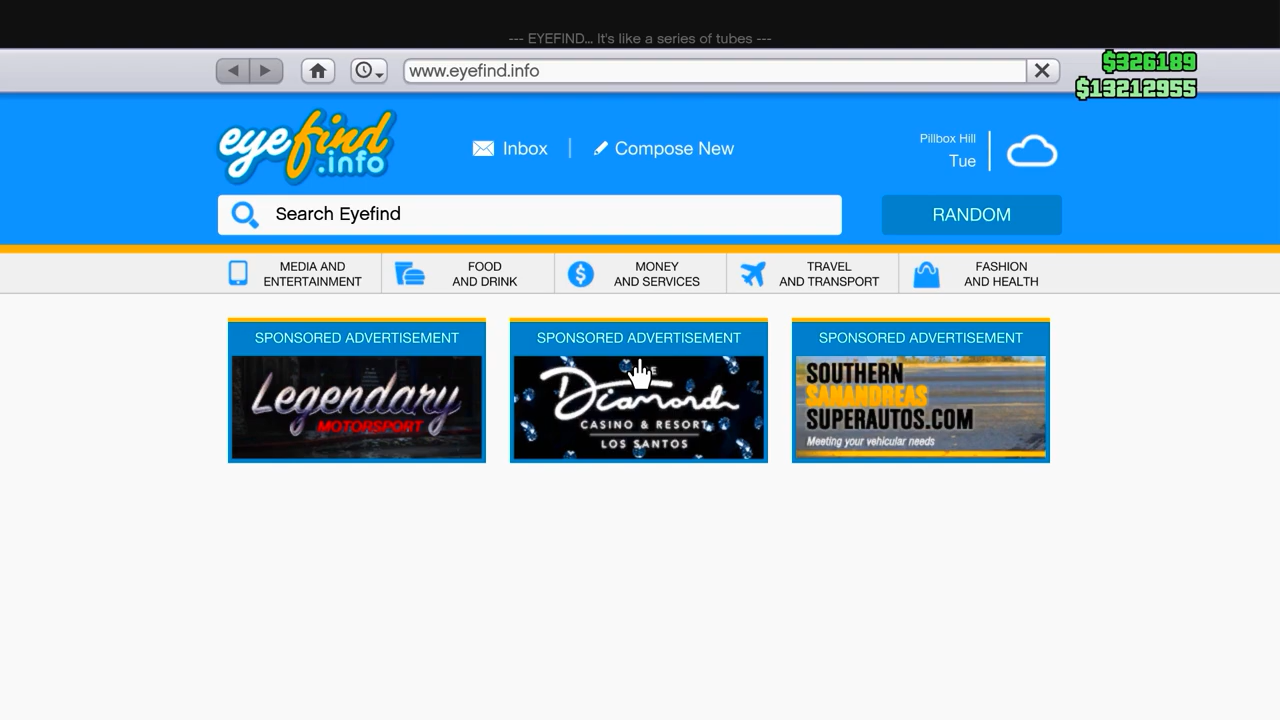 --- EYEFIND... It's like a series of tubes ---
www.eyefind.info
$326189
$13212955
eyefind
.info
Inbox
Compose New
Pillbox Hill
Tue
Search Eyefind
RANDOM
MEDIA AND
ENTERTAINMENT
FOOD
AND DRINK
MONEY
AND SERVICES
TRAVEL
AND TRANSPORT
FASHION
AND HEALTH
SPONSORED ADVERTISEMENT
Legendary
MOTORSPORT
SPONSORED ADVERTISEMENT
Diamond
CASINO & RESORT
LOS SANTOS
SPONSORED ADVERTISEMENT
SOUTHERN
SANANDREAS
SUPERAUTOS.COM
Meeting your vehicular needs